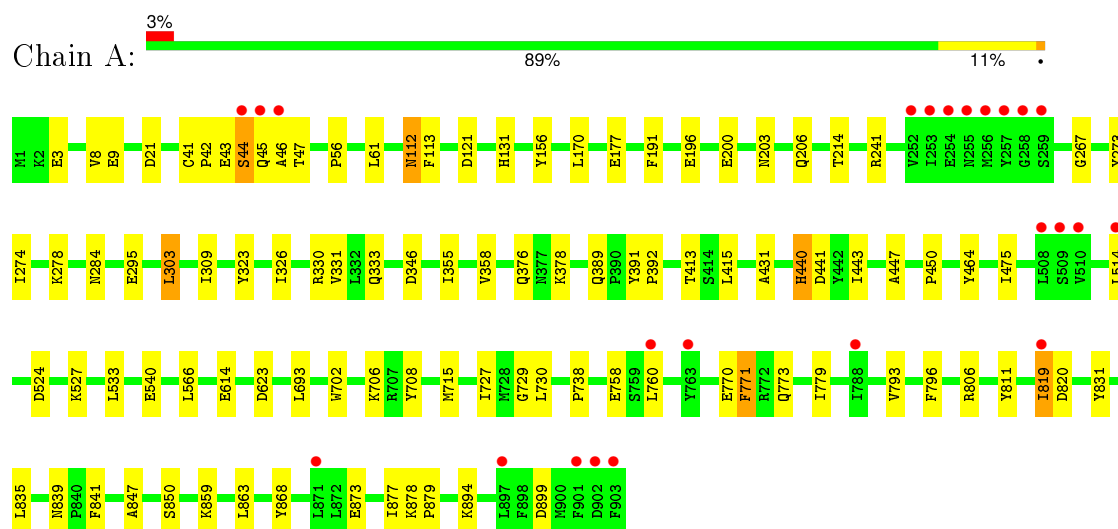 3%
Chain A:
89% 11% •
M1 K2 E3 V8 E9 D21 C41 P42 E43 S44 Q45 A46 T47 P56 L61 N112 F113 D121 H131 Y156 L170 E177 F191 E196 E200 N203 Q206 T214 R241 V252 I253 E254 N255 M256 Y257 G258 S259 G267
I274 K278 N284 E295 L303 I309 Y323 I326 R330 V331 L332 Q333 D346 I355 V358 Q376 N377 K378 Q389 P390 Y391 P392 T413 S414 L415 A431 H440 D441 Y442 I443 A447 P450 Y464 I475 L508 S509 V510
D524 K527 L533 E540 L566 E614 D623 L693 W702 K706 R707 Y708 M715 I727 M728 G729 L730 P738 E758 S759 L760 Y763 E770 F771 R772 Q773 I779 I788 V793 F796 R806 Y811 I819 D820 Y831
L835 N839 P840 F841 A847 S850 K859 L863 Y868 L871 L872 E873 I877 K878 P879 K894 L897 F898 D899 M900 F901 D902 F903